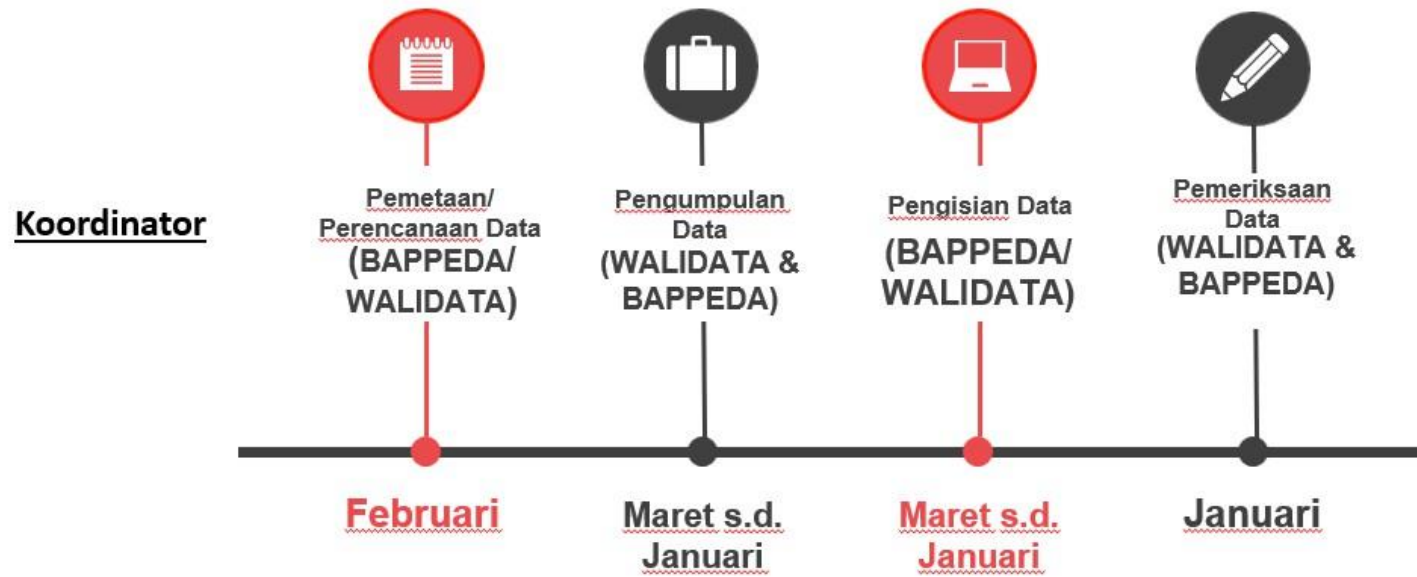 Koordinator
Pemetaan/
Perencanaan Data
(BAPPEDA/
WALIDATA)
Pengumpulan
Data
(WALIDATA &
BAPPEDA)
Pengisian Data
(BAPPEDA/
WALIDATA)
Pemeriksaan
Data
(WALIDATA &
BAPPEDA)
Februari
Maret s.d.
Januari
Maret s.d.
Januari
Januari